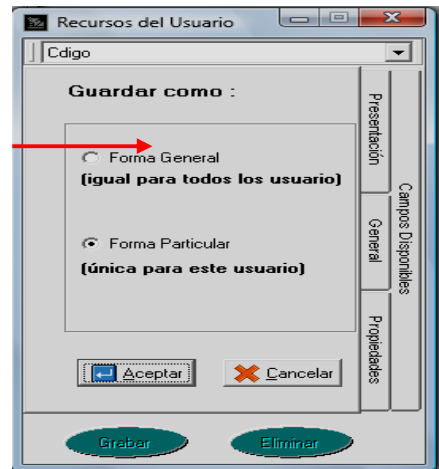 Recursos del Usuario
Cdigo
Guardar como :
Forma General
(igual para todos los usuario)
Forma Particular
(única para este usuario)
Aceptar
Cancelar
Presentación
General
Propiedades
Campos Disponibles
Grabar
Eliminar